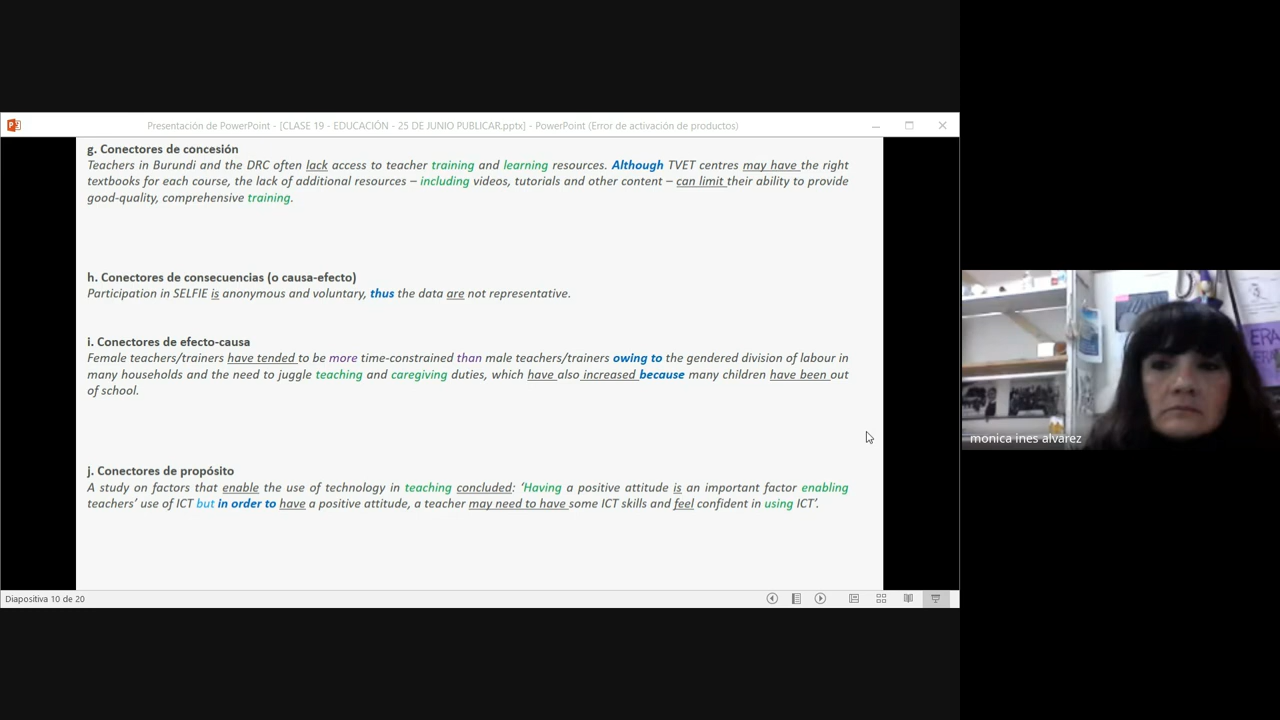 Presentación de PowerPoint - [CLASE 19 - EDUCACIÓN - 25 DE JUNIO PUBLICAR.pptx] - PowerPoint (Error de activación de productos)
g. Conectores de concesión
Teachers in Burundi and the DRC often lack access to teacher training and learning resources. Although TVET centres may have the right
textbooks for each course, the lack of additional resources – including videos, tutorials and other content – can limit their ability to provide
good-quality, comprehensive training.
h. Conectores de consecuencias (o causa-efecto)
Participation in SELFIE is anonymous and voluntary, thus the data are not representative.
i. Conectores de efecto-causa
Female teachers/trainers have tended to be more time-constrained than male teachers/trainers owing to the gendered division of labour in
many households and the need to juggle teaching and caregiving duties, which have also increased because many children have been out
of school.
j. Conectores de propósito
A study on factors that enable the use of technology in teaching concluded: ‘Having a positive attitude is an important factor enabling
teachers’ use of ICT but in order to have a positive attitude, a teacher may need to have some ICT skills and feel confident in using ICT’.
Diapositiva 10 de 20
monica ines alvarez
ERA